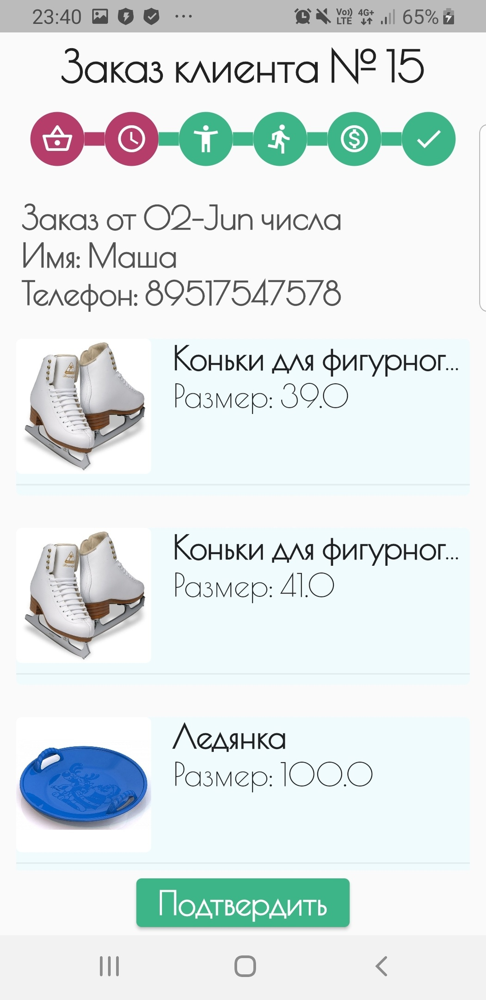 23:40
Vo)) LTE 4G+ 65%
Заказ клиента № 15
Заказ от 02-Jun числа
Имя: Маша
Телефон: 89517547578
Коньки для фигурног...
Размер: 39.0
Коньки для фигурног...
Размер: 41.0
Ледянка
Размер: 100.0
Подтвердить